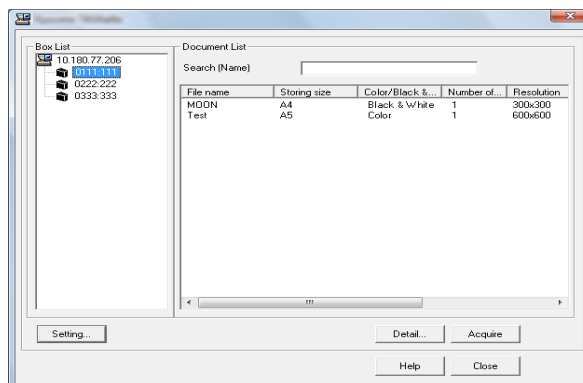 Box List
10.180.77.206
0111:111
0222:222
0333:333
Document List
Search (Name)
File name Storing size Color/Black &... Number of... Resolution
MOON A4 Black & White 1 300x300
Test A5 Color 1 600x600
Setting... Detail... Acquire
Help Close